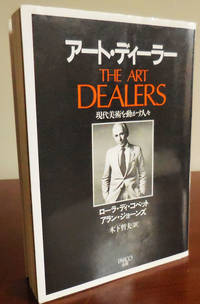 アート・ディーラー
THE ART
DEALERS
現代美術を動かす人々
ローラ・ディ・コペット
アラン・ジョーンズ
木下哲夫 訳
PARCO
出版